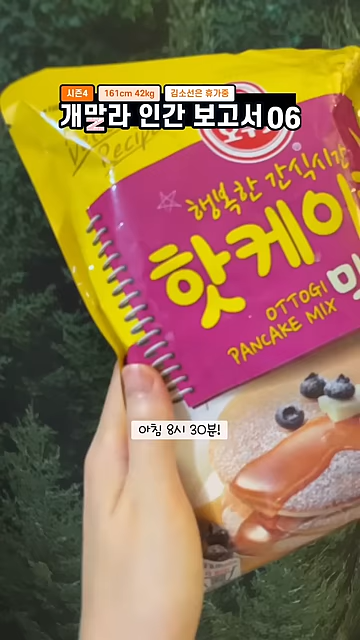 시즌4 161cm 42kg 김소선은 휴가중
개말라 인간 보고서 06
Recipe
행복한 간식시간
핫케이
OTTOGI
PANCAKE MIX
아침 8시 30분!